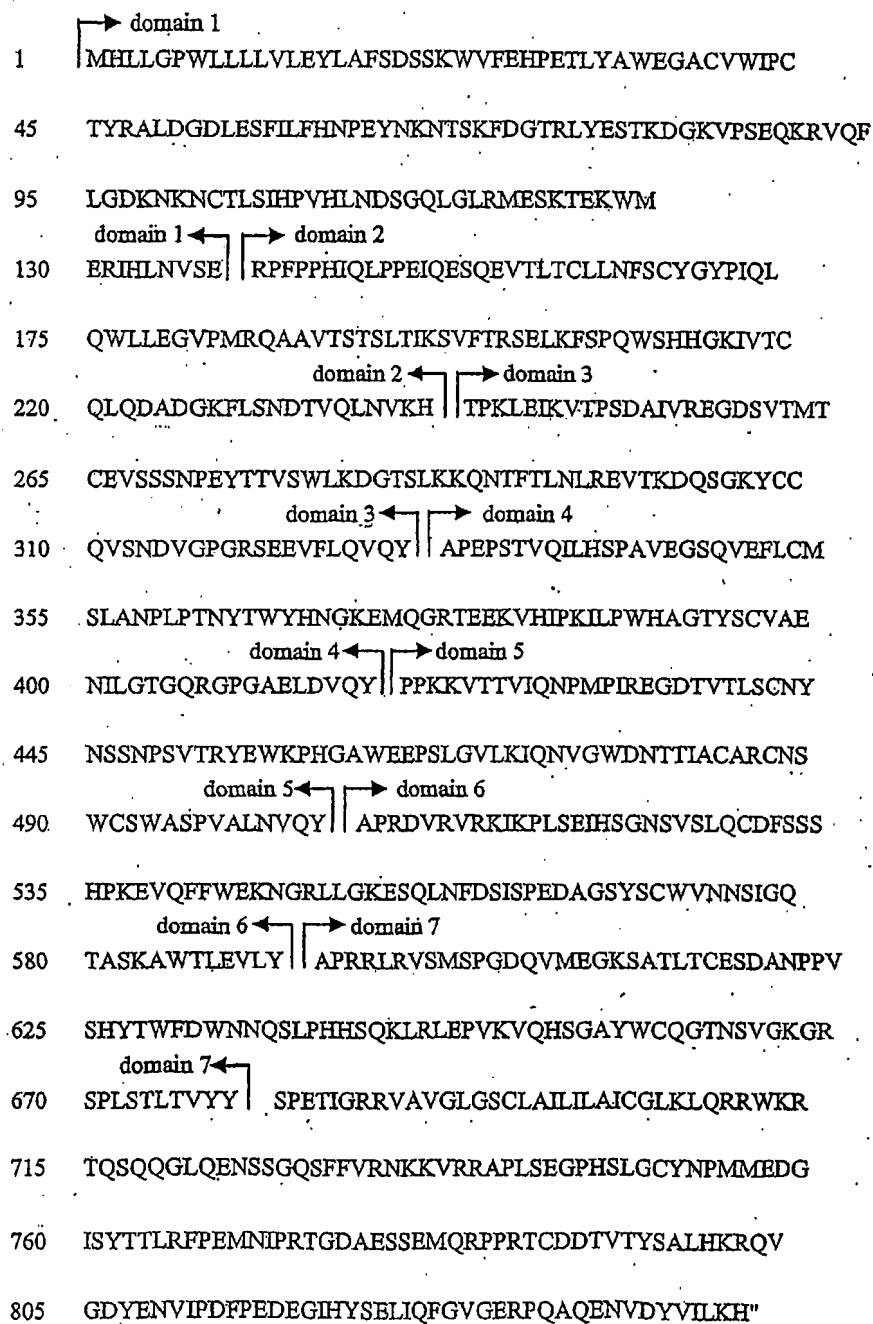 domain 1
1 MHLLGPWLLLLVLEYLAFSDSSKWVFEHPETLYAWEGACVWIPC
45 TYRALDGDLESFILFHNPEYNKNTSKFDGTRLYESTKDGKVPSEQKRVQF
95 LGDKNKNCTLSIHPVHLNDSGQLGLRMESKTEKWM
domain 1 domain 2
130 ERIHLNVSE RPFPPHIQLPPEIQESQEVTLTCLLNFSCYGYPIQL
175 QWLLEGVPMRQAAVTSTSLTIKSVFTRSELKFSPQWSHHGKIVTC
domain 2 domain 3
220 QLQDADGKFLSNDTVQLNVKH TPKLEIKVTPSDAIVREGDSVTMT
265 CEVSSSNPEYTTVSWLKDGTSLKKQNTFTLNLREVTKDQSGKYCC
domain 3 domain 4
310 QVSNDVGPGRSEEVFLQVQY APEPSTVQILHSPAVEGSQVEFLCM
355 SLANPLPTNYTWYHNGKEMQGRTEEKVHIPKILPWHAGTYSCVAE
domain 4 domain 5
400 NILGTGQRGPGAELDVQY PPKKVTTVIQNPMPIREGDTVTLSCNY
445 NSSNPSVTRYEWKPHGAWEEPSLGVLKIQNVGWDNTTIACARCNS
domain 5 domain 6
490 WCSWASPVALNVQY APRDVRVRKIKPLSEIHSGNSVSLQCDFSSS
535 HPKEVQFFWEKNGRLLGKESQLNFDSISPEDAGSYSCWVNNSIGQ
domain 6 domain 7
580 TASKAWTLEVLY APRRLRVSMSPGDQVMEGKSATLTCESDANPPV
625 SHYTWFDWNNQSLPHHSQKLRLEPVKVQHSGAYWCQGTNSVGKGR
domain 7
670 SPLSTLTVYY SPETIGRRVAVGLGSCLAILILAICGLKLQRRWKR
715 TQSQQGLQENSSGQSFFVRNKKVRRAPLSEGPHSLGCYNPMMEDG
760 ISYTTLRFPEMNIPRTGDAESSEMQRPPRTCDDTVTYSALHKRQV
805 GDYENVIPDFPEDEGIHYSELIQFGVGERPQAQENVDYVILKH"